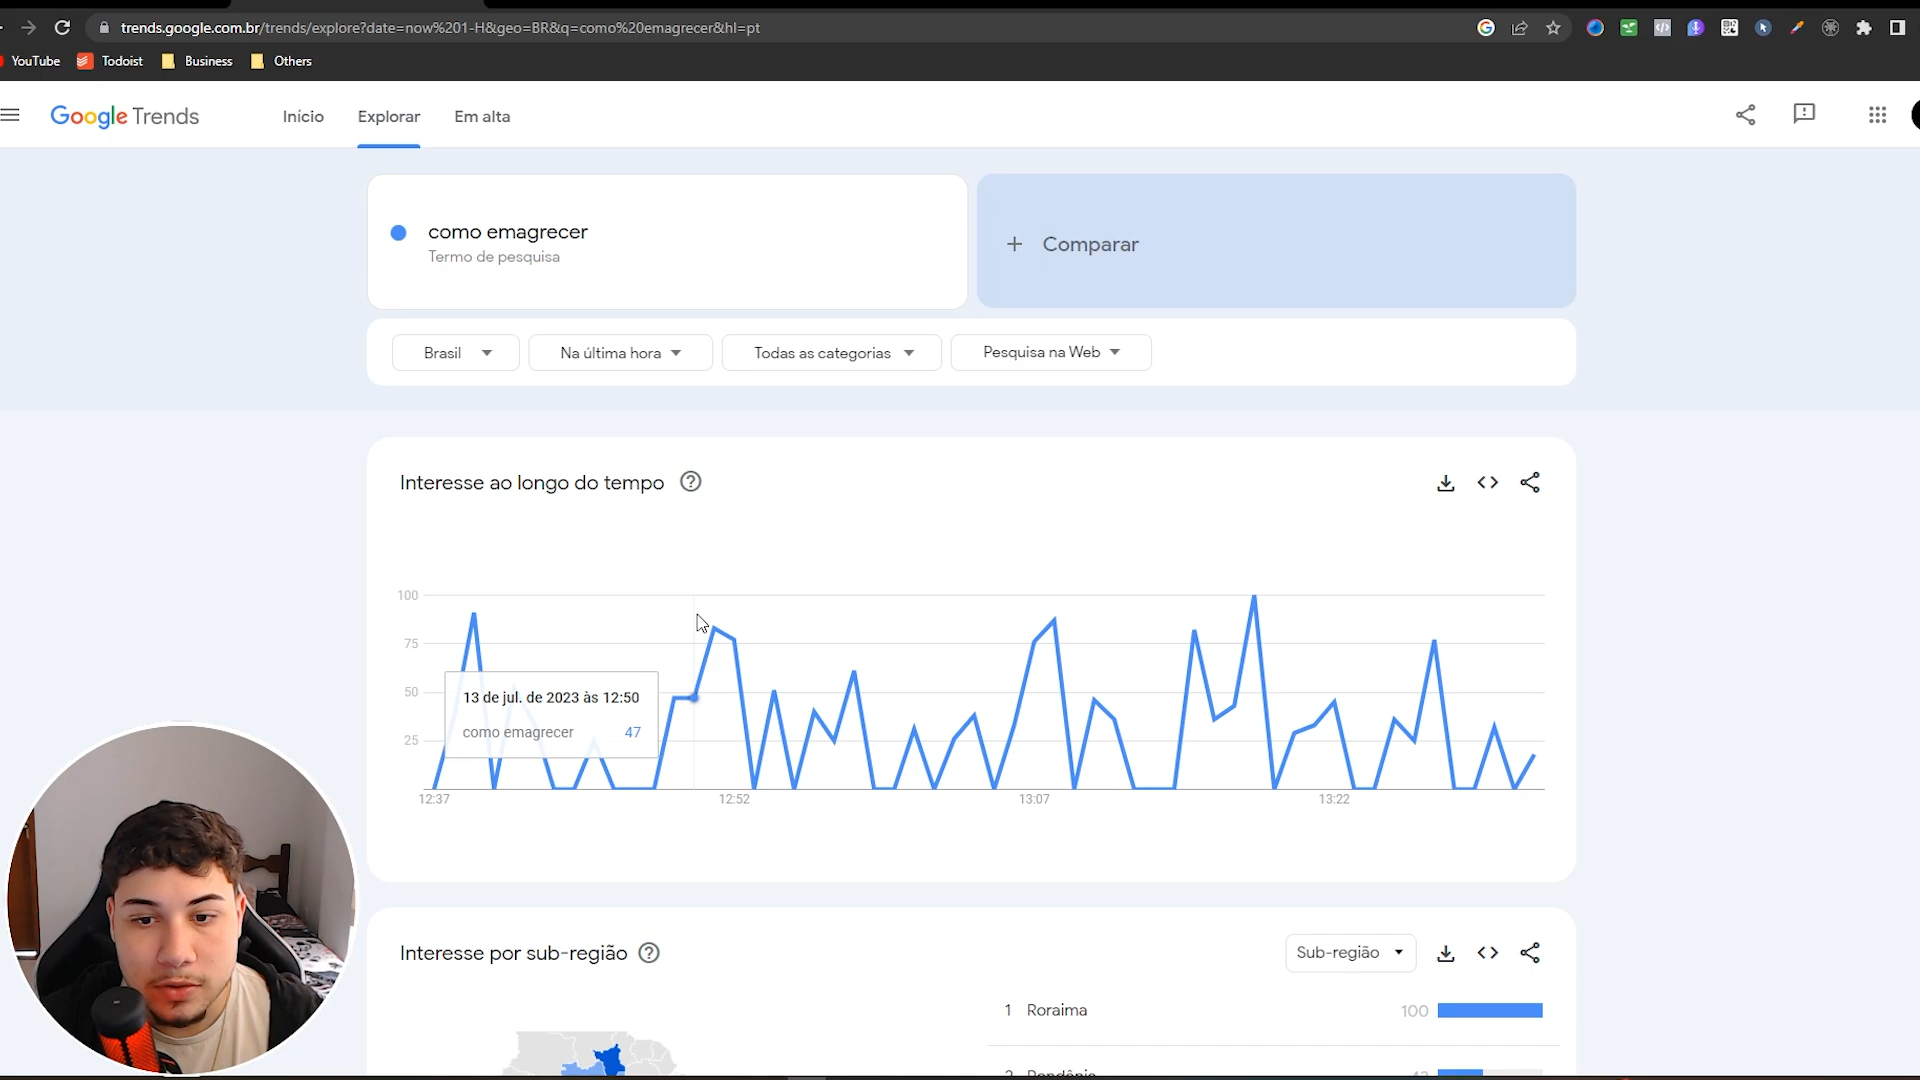 trends.google.com.br/trends/explore?date=now%201-H&geo=BR&q=como%20emagrecer&hl=pt
YouTube Todoist Business Others
Google Trends Início Explorar Em alta
como emagrecer
Termo de pesquisa
+ Comparar
Brasil Na última hora Todas as categorias Pesquisa na Web
Interesse ao longo do tempo
100
75
50
25
13 de jul. de 2023 às 12:50
como emagrecer 47
12:37 12:52 13:07 13:22
Interesse por sub-região Sub-região
1 Roraima 100